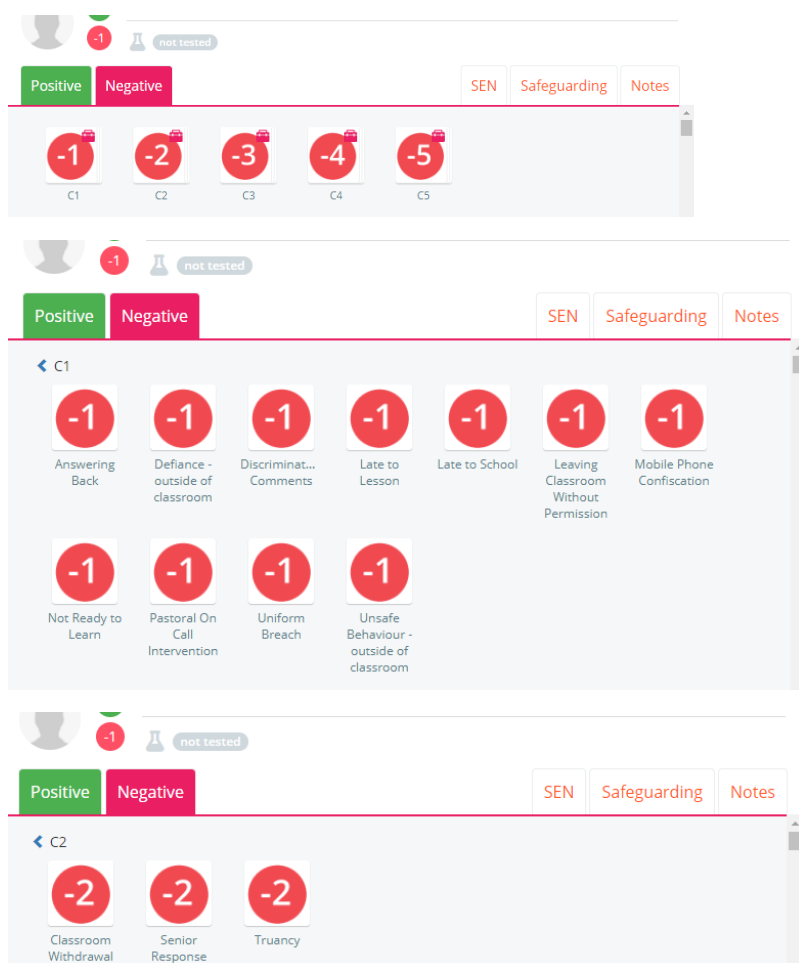 -1
not tested
Positive Negative SEN Safeguarding Notes
-1 -2 -3 -4 -5
C1 C2 C3 C4 C5
-1
not tested
Positive Negative SEN Safeguarding Notes
C1
-1 -1 -1 -1 -1 -1 -1
Answering Defiance - Discriminat... Late to Late to School Leaving Mobile Phone
Back outside of Comments Lesson Classroom Confiscation
classroom Without
Permission
-1 -1 -1 -1
Not Ready to Pastoral On Uniform Unsafe
Learn Call Breach Behaviour -
Intervention outside of
classroom
-1
not tested
Positive Negative SEN Safeguarding Notes
C2
-2 -2 -2
Classroom Senior Truancy
Withdrawal Response